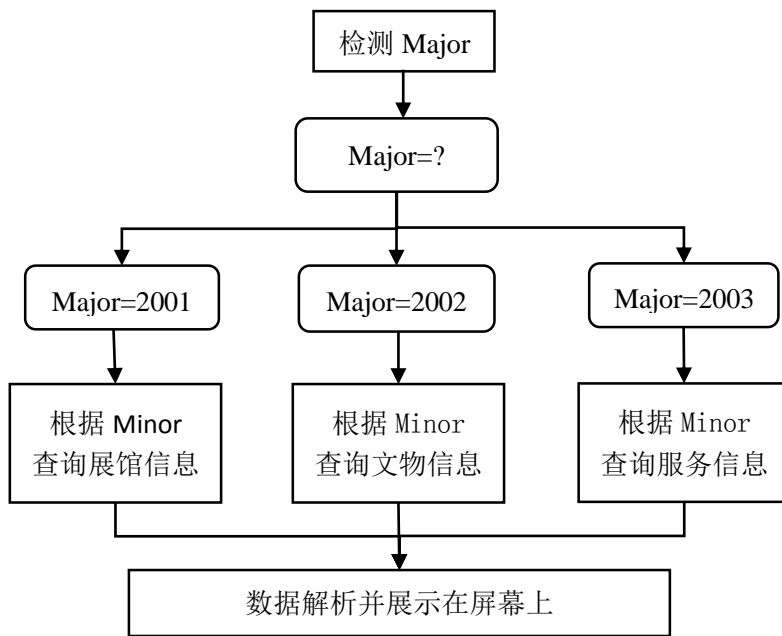 检测 Major
Major=?
Major=2001
Major=2002
Major=2003
根据 Minor
查询展馆信息
根据 Minor
查询文物信息
根据 Minor
查询服务信息
数据解析并展示在屏幕上